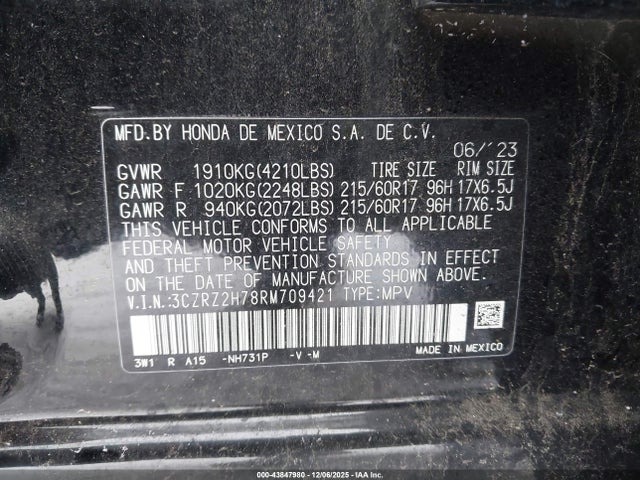 MFD.BY HONDA DE MEXICO S.A. DE C.V.
06/'23
GVWR 1910KG(4210LBS) TIRE SIZE RIM SIZE
GAWR F 1020KG(2248LBS) 215/60R17 96H 17X6.5J
GAWR R 940KG(2072LBS) 215/60R17 96H 17X6.5J
THIS VEHICLE CONFORMS TO ALL APPLICABLE
FEDERAL MOTOR VEHICLE SAFETY
AND THEFT PREVENTION STANDARDS IN EFFECT
ON THE DATE OF MANUFACTURE SHOWN ABOVE.
V.I.N.:3CZRZ2H78RM709421 TYPE:MPV
3W1 R A15 -NH731P -V -M MADE IN MEXICO
000-43847980 - 12/06/2025 - IAA Inc.